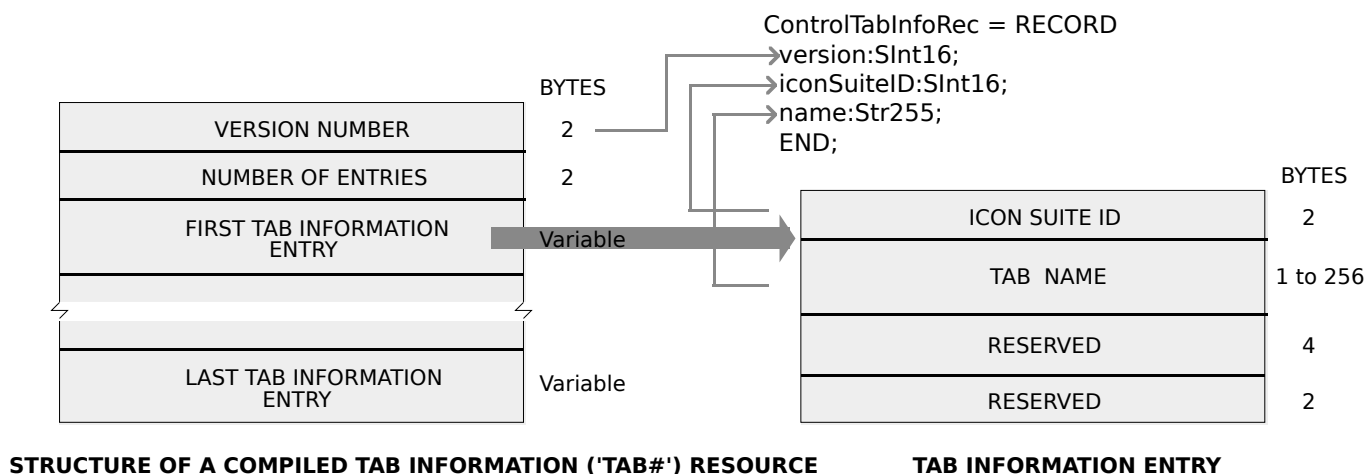 ControlTabInfoRec = RECORD
version:SInt16;
iconSuiteID:SInt16;
name:Str255;
END;
BYTES
VERSION NUMBER 2
NUMBER OF ENTRIES 2
FIRST TAB INFORMATION
ENTRY
Variable
LAST TAB INFORMATION
ENTRY
Variable
STRUCTURE OF A COMPILED TAB INFORMATION ('TAB#') RESOURCE
BYTES
ICON SUITE ID 2
TAB NAME 1 to 256
RESERVED 4
RESERVED 2
TAB INFORMATION ENTRY